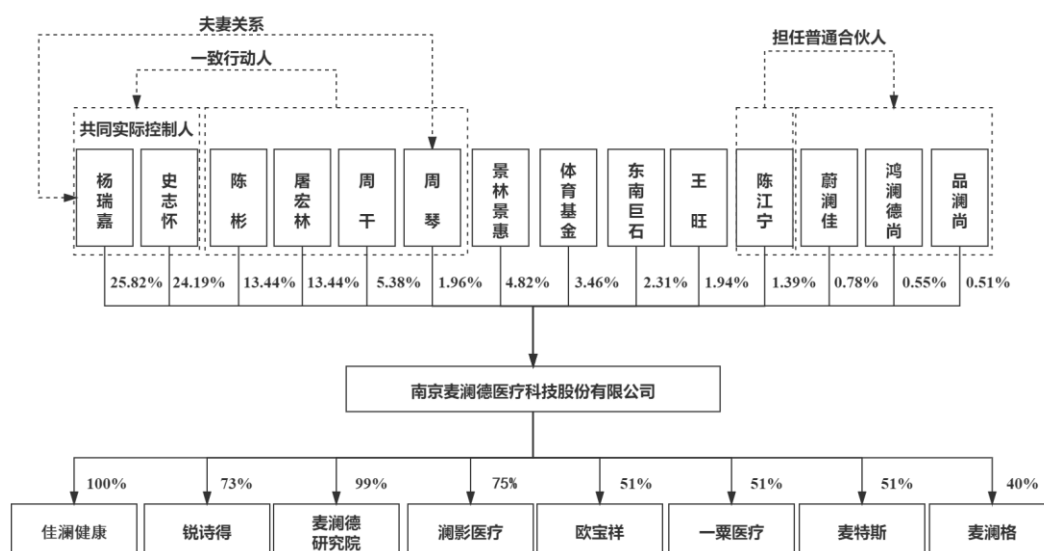 夫妻关系
一致行动人
担任普通合伙人
共同实际控制人
杨瑞嘉
史志怀
陈彬
屠宏林
周干
周琴
景林景惠
体育基金
东南巨石
王旺
陈江宁
蔚澜佳
鸿澜德尚
品澜尚
25.82%
24.19%
13.44%
13.44%
5.38%
1.96%
4.82%
3.46%
2.31%
1.94%
1.39%
0.78%
0.55%
0.51%
南京麦澜德医疗科技股份有限公司
100%
73%
99%
75%
51%
51%
51%
40%
佳澜健康
锐诗得
麦澜德
研究院
澜影医疗
欧宝祥
一粟医疗
麦特斯
麦澜格